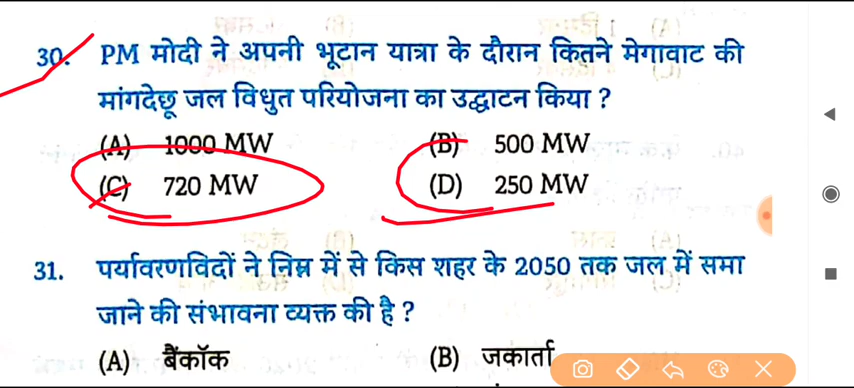 30. PM मोदी ने अपनी भूटान यात्रा के दौरान कितने मेगावाट की
मांगदेछू जल विधुत परियोजना का उद्घाटन किया ?
(A) 1000 MW (B) 500 MW
(C) 720 MW (D) 250 MW
31. पर्यावरणविदों ने निम्न में से किस शहर के 2050 तक जल में समा
जाने की संभावना व्यक्त की है ?
(A) बैंकॉक (B) जकार्ता